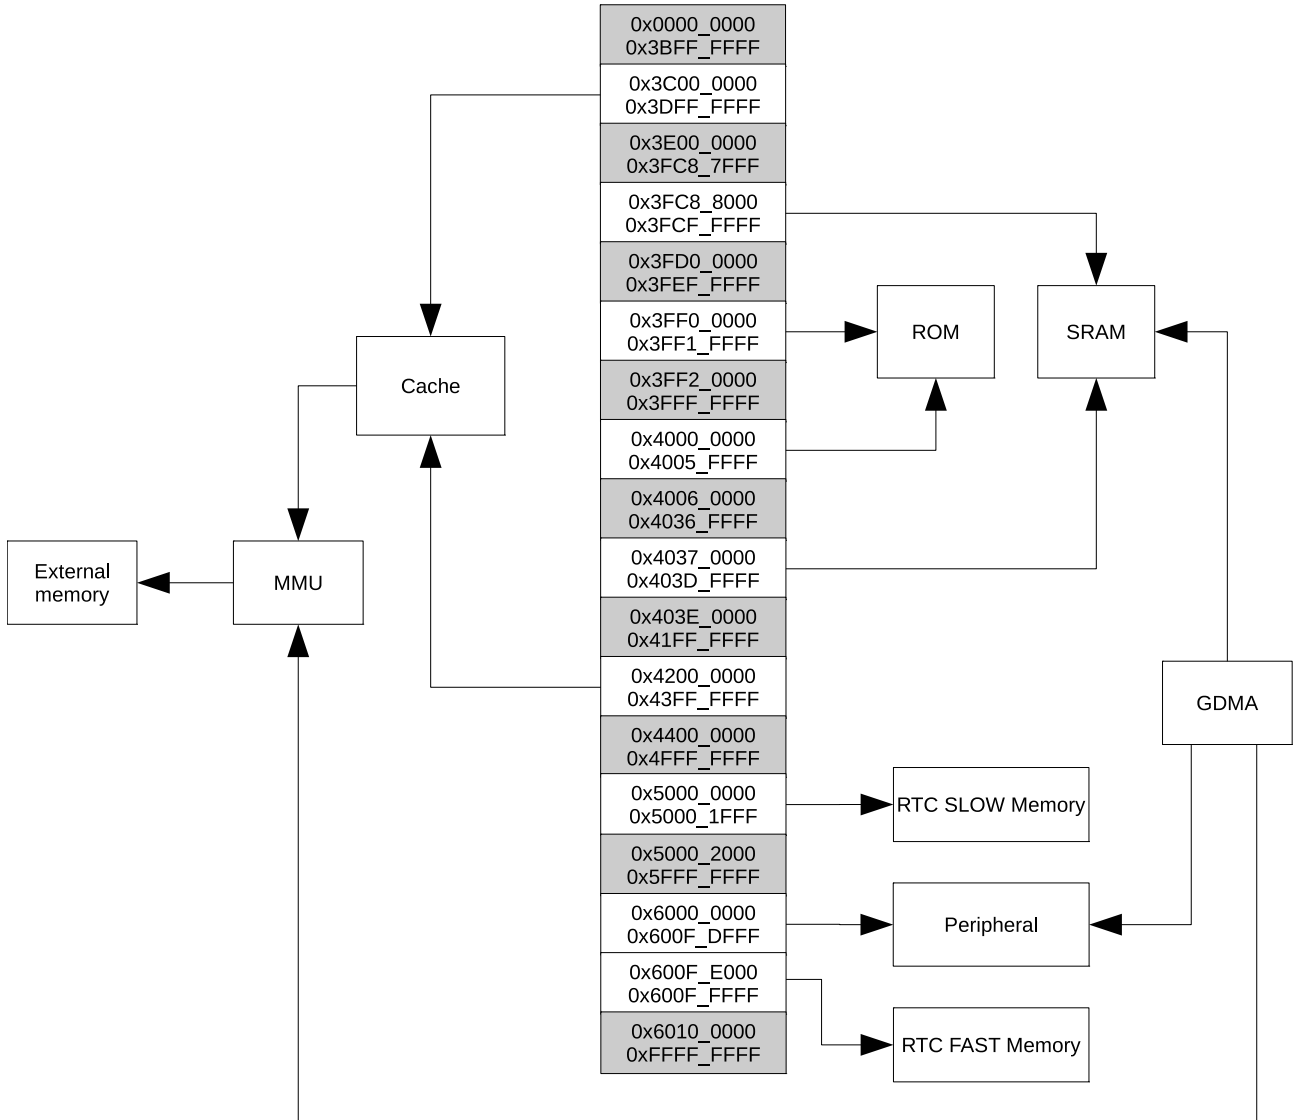 0x0000_0000
0x3BFF_FFFF
0x3C00_0000
0x3DFF_FFFF
0x3E00_0000
0x3FC8_7FFF
0x3FC8_8000
0x3FCF_FFFF
0x3FD0_0000
0x3FEF_FFFF
0x3FF0_0000
0x3FF1_FFFF
0x3FF2_0000
0x3FFF_FFFF
0x4000_0000
0x4005_FFFF
0x4006_0000
0x4036_FFFF
0x4037_0000
0x403D_FFFF
0x403E_0000
0x41FF_FFFF
0x4200_0000
0x43FF_FFFF
0x4400_0000
0x4FFF_FFFF
0x5000_0000
0x5000_1FFF
0x5000_2000
0x5FFF_FFFF
0x6000_0000
0x600F_DFFF
0x600F_E000
0x600F_FFFF
0x6010_0000
0xFFFF_FFFF
Cache
External
memory
MMU
ROM
SRAM
GDMA
RTC SLOW Memory
Peripheral
RTC FAST Memory